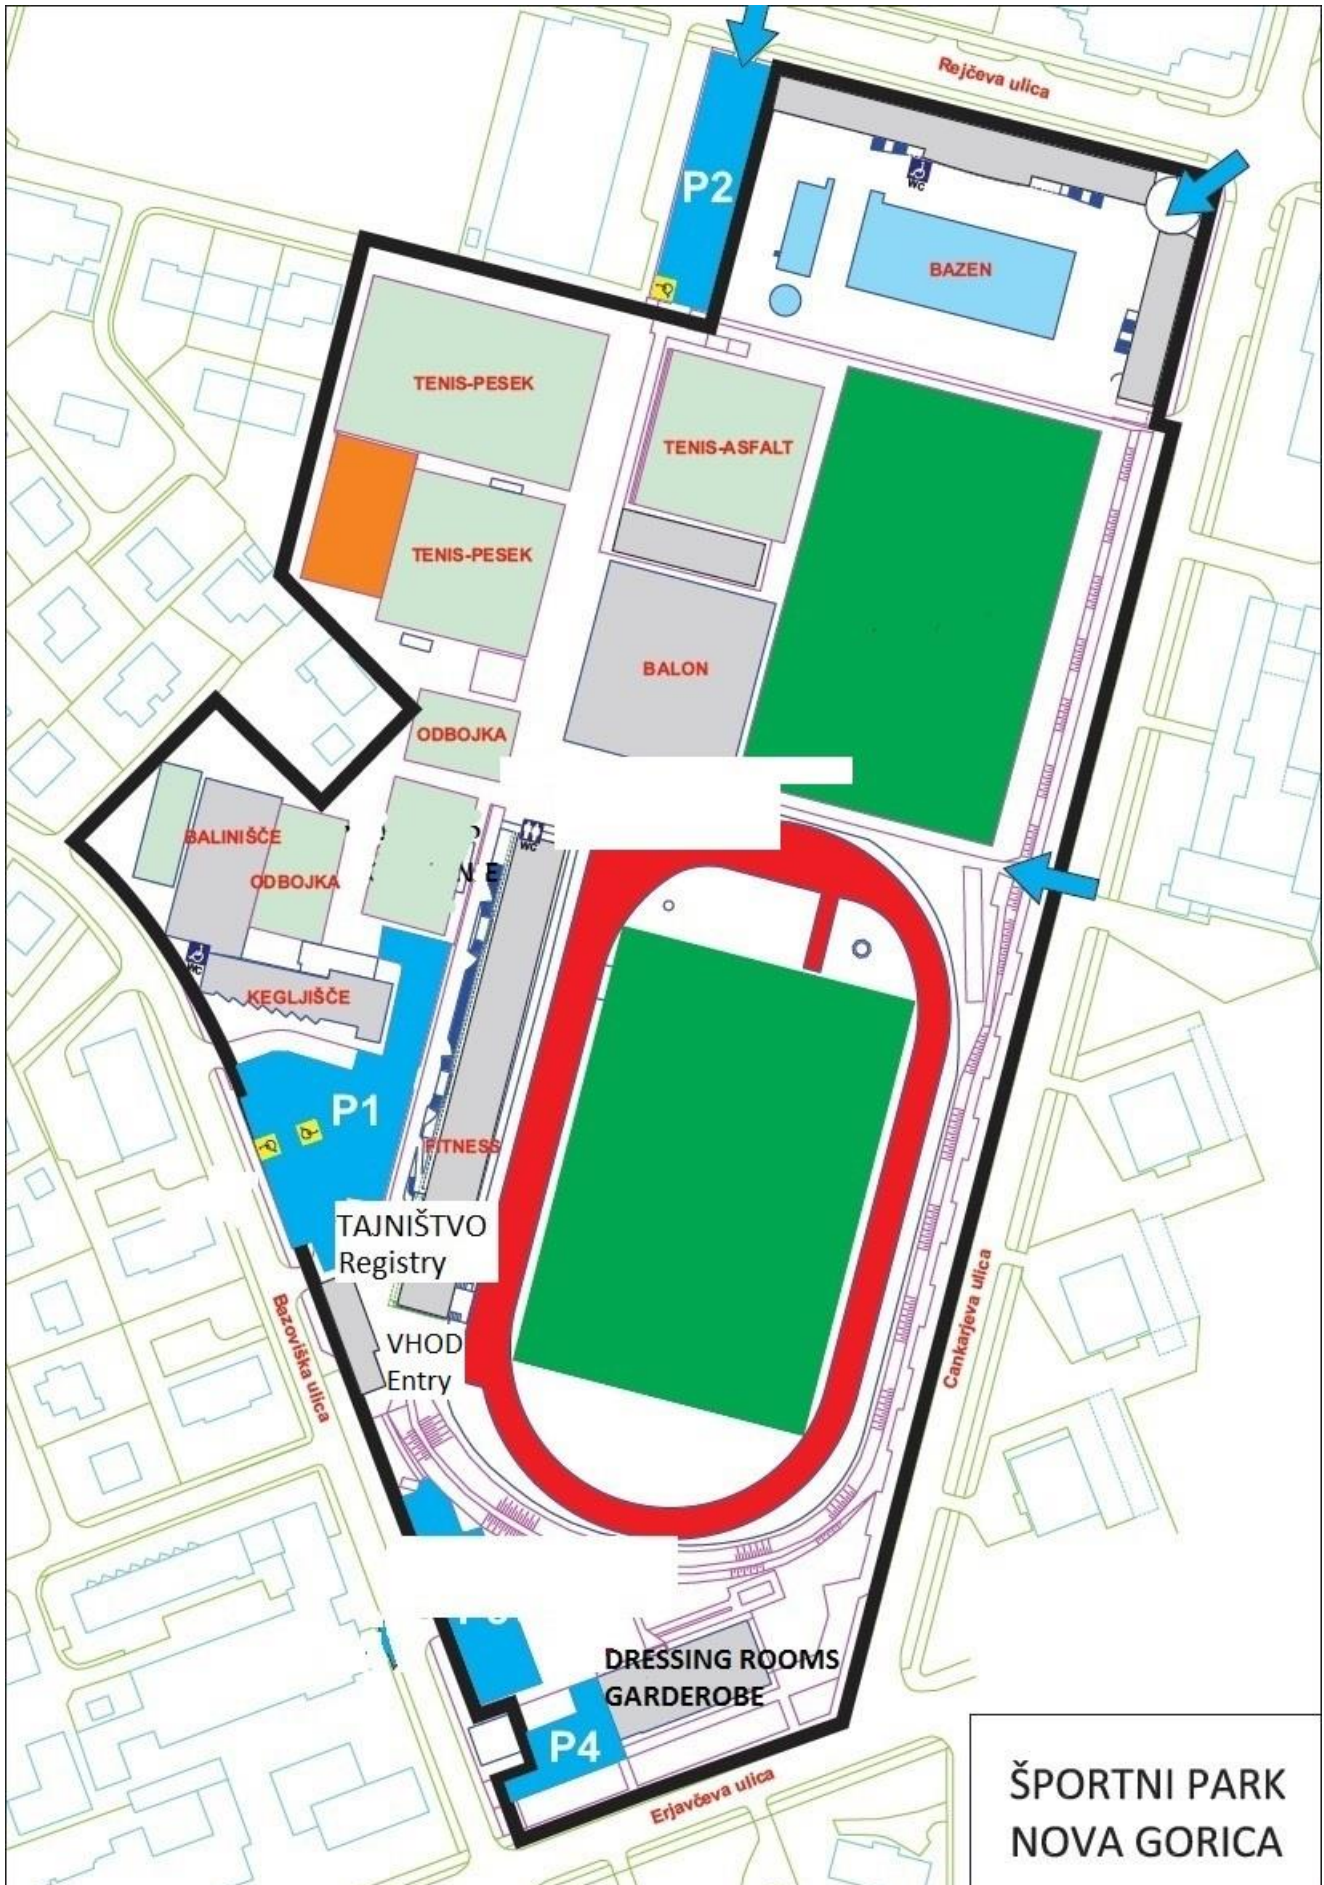 Rejčeva ulica
P2
WC
BAZEN
TENIS-PESEK
TENIS-ASFALT
TENIS-PESEK
BALON
ODBOJKA
WC
BALINIŠČE
ODBOJKA
WC
KEGLJIŠČE
P1
FITNESS
TAJNIŠTVO
Registry
VHOD
Entry
Bazoviška ulica
Cankarjeva ulica
DRESSING ROOMS
GARDEROBE
P4
Erjavčeva ulica
ŠPORTNI PARK
NOVA GORICA